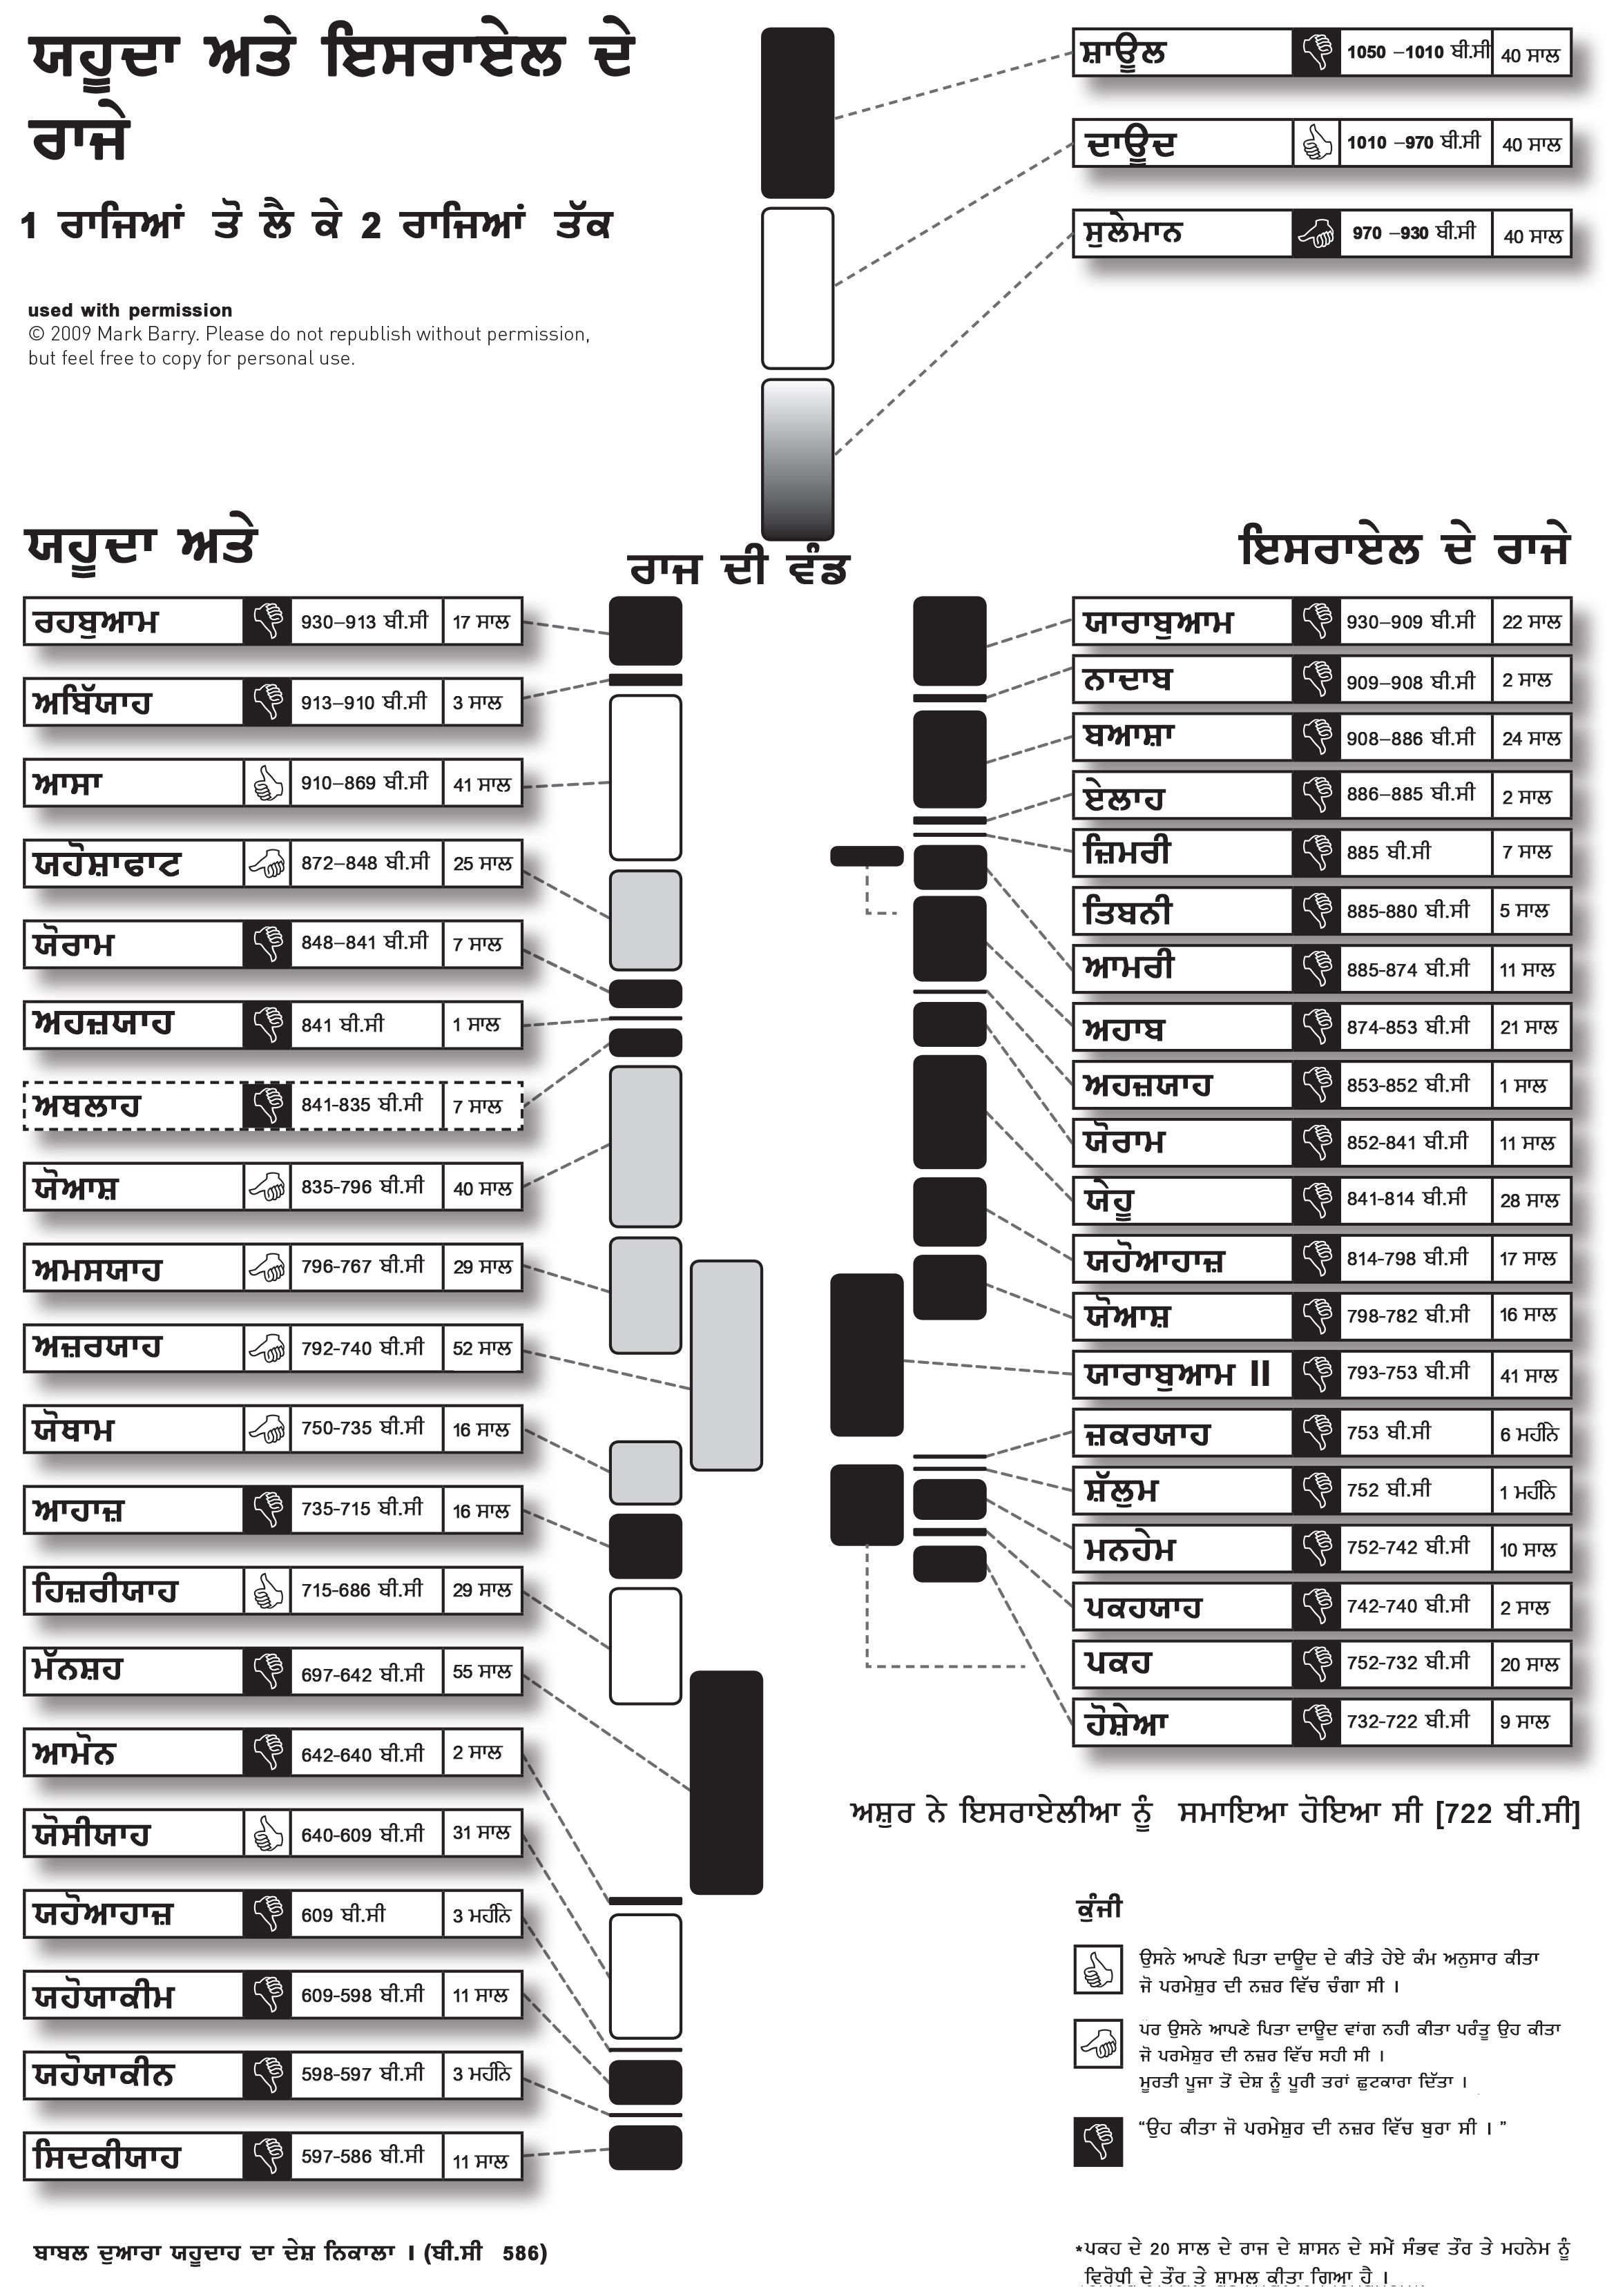 ਯਹੂਦਾ ਅਤੇ ਇਸਰਾਏਲ ਦੇ
ਰਾਜੇ
1 ਰਾਜਿਆਂ ਤੋ ਲੈ ਕੇ 2 ਰਾਜਿਆਂ ਤੱਕ
used with permission
© 2009 Mark Barry. Please do not republish without permission,
but feel free to copy for personal use.
ਸ਼ਾਊਲ 1050 –1010 ਬੀ.ਸੀ 40 ਸਾਲ
ਦਾਊਦ 1010 –970 ਬੀ.ਸੀ 40 ਸਾਲ
ਸੁਲੇਮਾਨ 970 –930 ਬੀ.ਸੀ 40 ਸਾਲ
ਰਾਜ ਦੀ ਵੰਡ
ਯਹੂਦਾ ਅਤੇ
ਰਹਬੁਆਮ 930–913 ਬੀ.ਸੀ 17 ਸਾਲ
ਅਬਿੱਯਾਹ 913–910 ਬੀ.ਸੀ 3 ਸਾਲ
ਆਸਾ 910–869 ਬੀ.ਸੀ 41 ਸਾਲ
ਯਹੋਸ਼ਾਫਾਟ 872–848 ਬੀ.ਸੀ 25 ਸਾਲ
ਯੋਰਾਮ 848–841 ਬੀ.ਸੀ 7 ਸਾਲ
ਅਹਜ਼ਯਾਹ 841 ਬੀ.ਸੀ 1 ਸਾਲ
ਅਥਲਾਹ 841-835 ਬੀ.ਸੀ 7 ਸਾਲ
ਯੋਆਸ਼ 835-796 ਬੀ.ਸੀ 40 ਸਾਲ
ਅਮਸਯਾਹ 796-767 ਬੀ.ਸੀ 29 ਸਾਲ
ਅਜ਼ਰਯਾਹ 792-740 ਬੀ.ਸੀ 52 ਸਾਲ
ਯੋਥਾਮ 750-735 ਬੀ.ਸੀ 16 ਸਾਲ
ਆਹਾਜ਼ 735-715 ਬੀ.ਸੀ 16 ਸਾਲ
ਹਿਜ਼ਰੀਯਾਹ 715-686 ਬੀ.ਸੀ 29 ਸਾਲ
ਮੱਨਸ਼ਹ 697-642 ਬੀ.ਸੀ 55 ਸਾਲ
ਆਮੋਨ 642-640 ਬੀ.ਸੀ 2 ਸਾਲ
ਯੋਸੀਯਾਹ 640-609 ਬੀ.ਸੀ 31 ਸਾਲ
ਯਹੋਆਹਾਜ਼ 609 ਬੀ.ਸੀ 3 ਮਹੀਨਿ
ਯਹੋਯਾਕੀਮ 609-598 ਬੀ.ਸੀ 11 ਸਾਲ
ਯਹੋਯਾਕੀਨ 598-597 ਬੀ.ਸੀ 3 ਮਹੀਨਿ
ਸਿਦਕੀਯਾਹ 597-586 ਬੀ.ਸੀ 11 ਸਾਲ
ਬਾਬਲ ਦੁਆਰਾ ਯਹੂਦਾਹ ਦਾ ਦੇਸ਼ ਨਿਕਾਲਾ । (ਬੀ.ਸੀ 586)
ਇਸਰਾਏਲ ਦੇ ਰਾਜੇ
ਯਾਰਾਬੁਆਮ 930–909 ਬੀ.ਸੀ 22 ਸਾਲ
ਨਾਦਾਬ 909–908 ਬੀ.ਸੀ 2 ਸਾਲ
ਬਆਸ਼ਾ 908–886 ਬੀ.ਸੀ 24 ਸਾਲ
ਏਲਾਹ 886–885 ਬੀ.ਸੀ 2 ਸਾਲ
ਜ਼ਿਮਰੀ 885 ਬੀ.ਸੀ 7 ਸਾਲ
ਤਿਬਨੀ 885-880 ਬੀ.ਸੀ 5 ਸਾਲ
ਆਮਰੀ 885-874 ਬੀ.ਸੀ 11 ਸਾਲ
ਅਹਾਬ 874-853 ਬੀ.ਸੀ 21 ਸਾਲ
ਅਹਜ਼ਯਾਹ 853-852 ਬੀ.ਸੀ 1 ਸਾਲ
ਯੋਰਾਮ 852-841 ਬੀ.ਸੀ 11 ਸਾਲ
ਯੇਹੂ 841-814 ਬੀ.ਸੀ 28 ਸਾਲ
ਯਹੋਆਹਾਜ਼ 814-798 ਬੀ.ਸੀ 17 ਸਾਲ
ਯੋਆਸ਼ 798-782 ਬੀ.ਸੀ 16 ਸਾਲ
ਯਾਰਾਬੁਆਮ II 793-753 ਬੀ.ਸੀ 41 ਸਾਲ
ਜ਼ਕਰਯਾਹ 753 ਬੀ.ਸੀ 6 ਮਹੀਨਿ
ਸ਼ੱਲੁਮ 752 ਬੀ.ਸੀ 1 ਮਹੀਨਿ
ਮਨਹੇਮ 752-742 ਬੀ.ਸੀ 10 ਸਾਲ
ਪਕਹਯਾਹ 742-740 ਬੀ.ਸੀ 2 ਸਾਲ
ਪਕਹ 752-732 ਬੀ.ਸੀ 20 ਸਾਲ
ਹੋਸ਼ੇਆ 732-722 ਬੀ.ਸੀ 9 ਸਾਲ
ਅਸ਼ੁਰ ਨੇ ਇਸਰਾਏਲੀਆ ਨੂੰ ਸਮਾਇਆ ਹੋਇਆ ਸੀ [722 ਬੀ.ਸੀ]
ਕੁੰਜੀ
ਉਸਨੇ ਆਪਣੇ ਪਿਤਾ ਦਾਊਦ ਦੇ ਕੀਤੇ ਹੋਏ ਕੰਮ ਅਨੁਸਾਰ ਕੀਤਾ
ਜੋ ਪਰਮੇਸ਼ੁਰ ਦੀ ਨਜ਼ਰ ਵਿੱਚ ਚੰਗਾ ਸੀ ।
ਪਰ ਉਸਨੇ ਆਪਣੇ ਪਿਤਾ ਦਾਊਦ ਵਾਂਗ ਨਹੀ ਕੀਤਾ ਪਰੰਤੂ ਉਹ ਕੀਤਾ
ਜੋ ਪਰਮੇਸ਼ੁਰ ਦੀ ਨਜ਼ਰ ਵਿੱਚ ਸਹੀ ਸੀ ।
ਮੂਰਤੀ ਪੂਜਾ ਤੋਂ ਦੇਸ਼ ਨੂੰ ਪੂਰੀ ਤਰਾਂ ਛੁਟਕਾਰਾ ਦਿੱਤਾ ।
“ਉਹ ਕੀਤਾ ਜੋ ਪਰਮੇਸ਼ੁਰ ਦੀ ਨਜ਼ਰ ਵਿੱਚ ਬੁਰਾ ਸੀ । ”
*ਪਕਹ ਦੇ 20 ਸਾਲ ਦੇ ਰਾਜ ਦੇ ਸ਼ਾਸਨ ਦੇ ਸਮੇਂ ਸੰਭਵ ਤੌਰ ਤੇ ਮਹਨੇਮ ਨੂੰ
ਵਿਰੋਧੀ ਦੇ ਤੌਰ ਤੇ ਸ਼ਾਮਲ ਕੀਤਾ ਗਿਆ ਹੈ ।